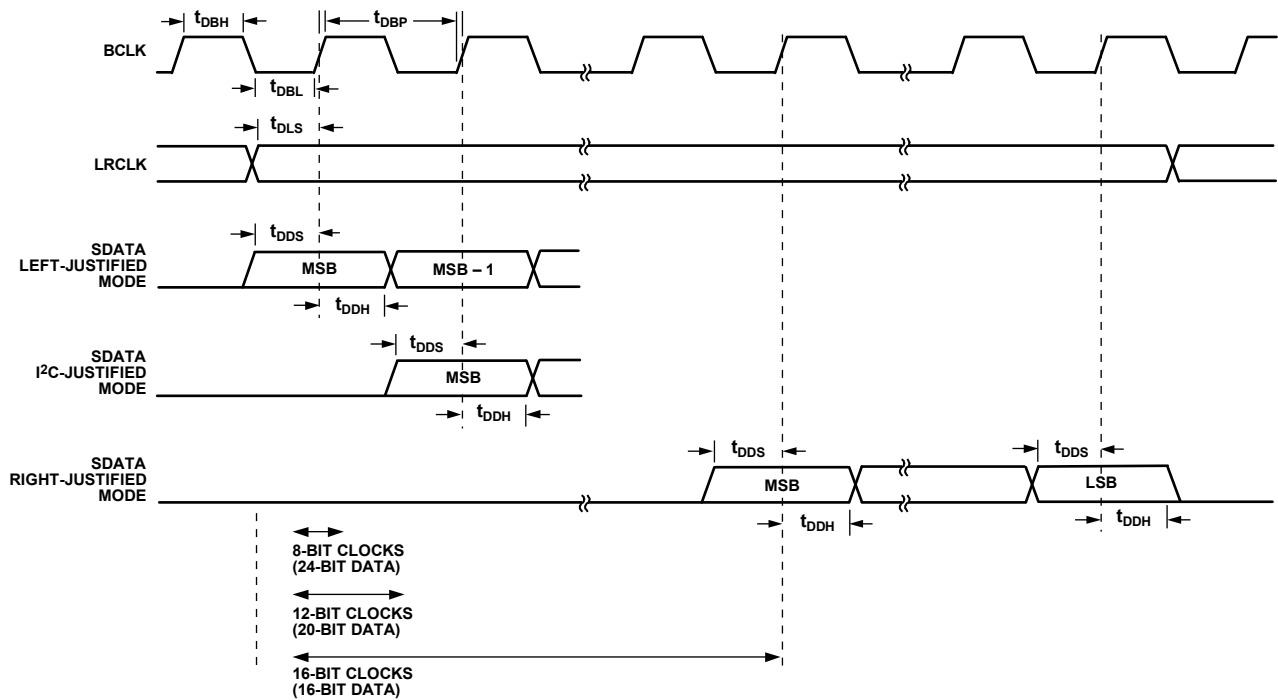 tDBH
tDBP
BCLK
tDBL
tDLS
LRCLK
tDDS
SDATA
LEFT-JUSTIFIED
MODE
MSB
MSB – 1
tDDH
tDDS
SDATA
I²C-JUSTIFIED
MODE
MSB
tDDH
tDDS
tDDS
SDATA
RIGHT-JUSTIFIED
MODE
MSB
LSB
tDDH
tDDH
8-BIT CLOCKS
(24-BIT DATA)
12-BIT CLOCKS
(20-BIT DATA)
16-BIT CLOCKS
(16-BIT DATA)